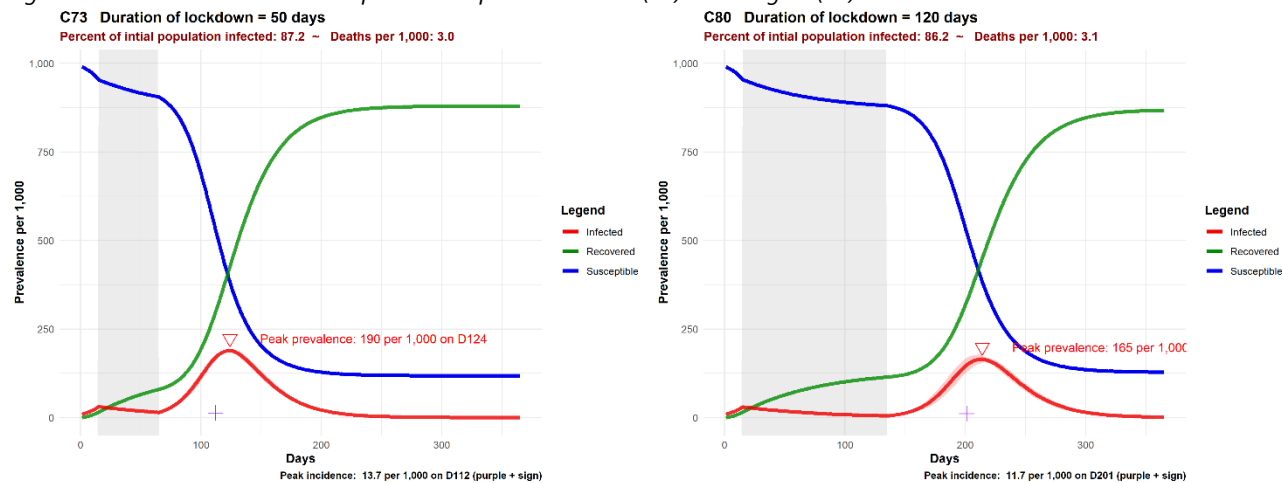 C73 Duration of lockdown = 50 days
Percent of intial population infected: 87.2 ~ Deaths per 1,000: 3.0
Prevalence per 1,000
1,000
750
500
250
0
Peak prevalence: 190 per 1,000 on D124
0
100
200
300
Days
Peak incidence: 13.7 per 1,000 on D112 (purple + sign)
Legend
Infected
Recovered
Susceptible
C80 Duration of lockdown = 120 days
Percent of intial population infected: 86.2 ~ Deaths per 1,000: 3.1
Prevalence per 1,000
1,000
750
500
250
0
Peak prevalence: 165 per 1,000
0
100
200
300
Days
Peak incidence: 11.7 per 1,000 on D201 (purple + sign)
Legend
Infected
Recovered
Susceptible